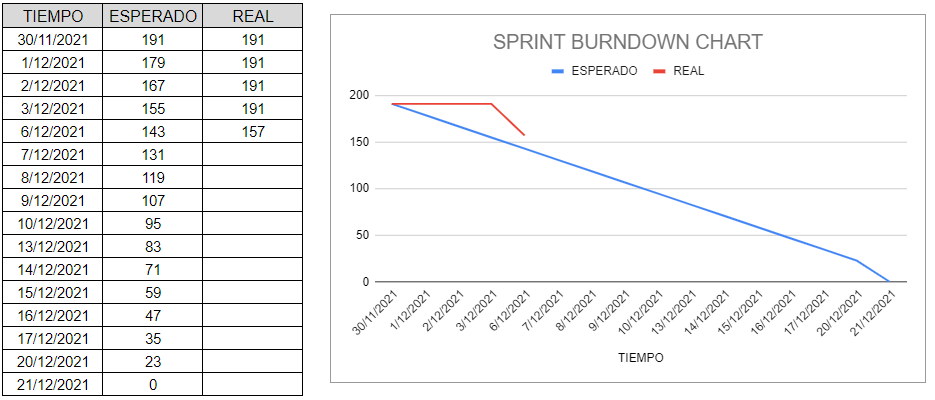 TIEMPO ESPERADO REAL
30/11/2021 191 191
1/12/2021 179 191
2/12/2021 167 191
3/12/2021 155 191
6/12/2021 143 157
7/12/2021 131
8/12/2021 119
9/12/2021 107
10/12/2021 95
13/12/2021 83
14/12/2021 71
15/12/2021 59
16/12/2021 47
17/12/2021 35
20/12/2021 23
21/12/2021 0
SPRINT BURNDOWN CHART
ESPERADO REAL
200
150
100
50
0
30/11/2021 1/12/2021 2/12/2021 3/12/2021 6/12/2021 7/12/2021 8/12/2021 9/12/2021 10/12/2021 13/12/2021 14/12/2021 15/12/2021 16/12/2021 17/12/2021 20/12/2021 21/12/2021
TIEMPO